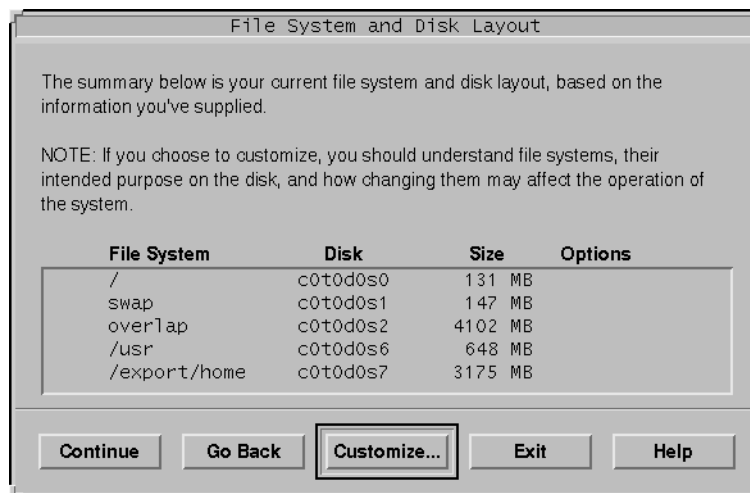 File System and Disk Layout
The summary below is your current file system and disk layout, based on the
information you've supplied.
NOTE: If you choose to customize, you should understand file systems, their
intended purpose on the disk, and how changing them may affect the operation of
the system.
File System Disk Size Options
/ c0t0d0s0 131 MB
swap c0t0d0s1 147 MB
overlap c0t0d0s2 4102 MB
/usr c0t0d0s6 648 MB
/export/home c0t0d0s7 3175 MB
Continue Go Back Customize... Exit Help